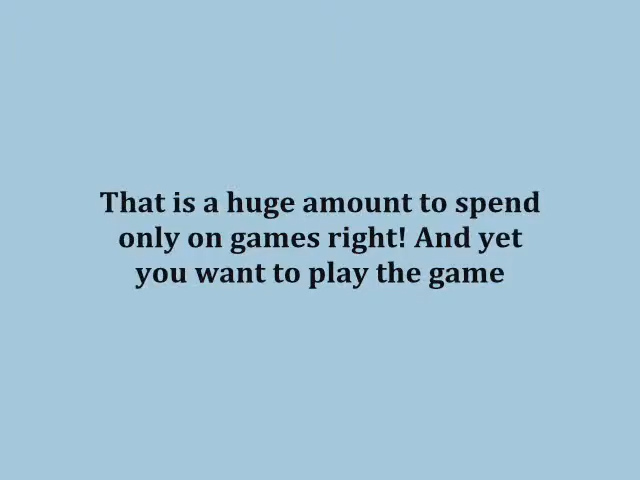 That is a huge amount to spend
only on games right! And yet
you want to play the game